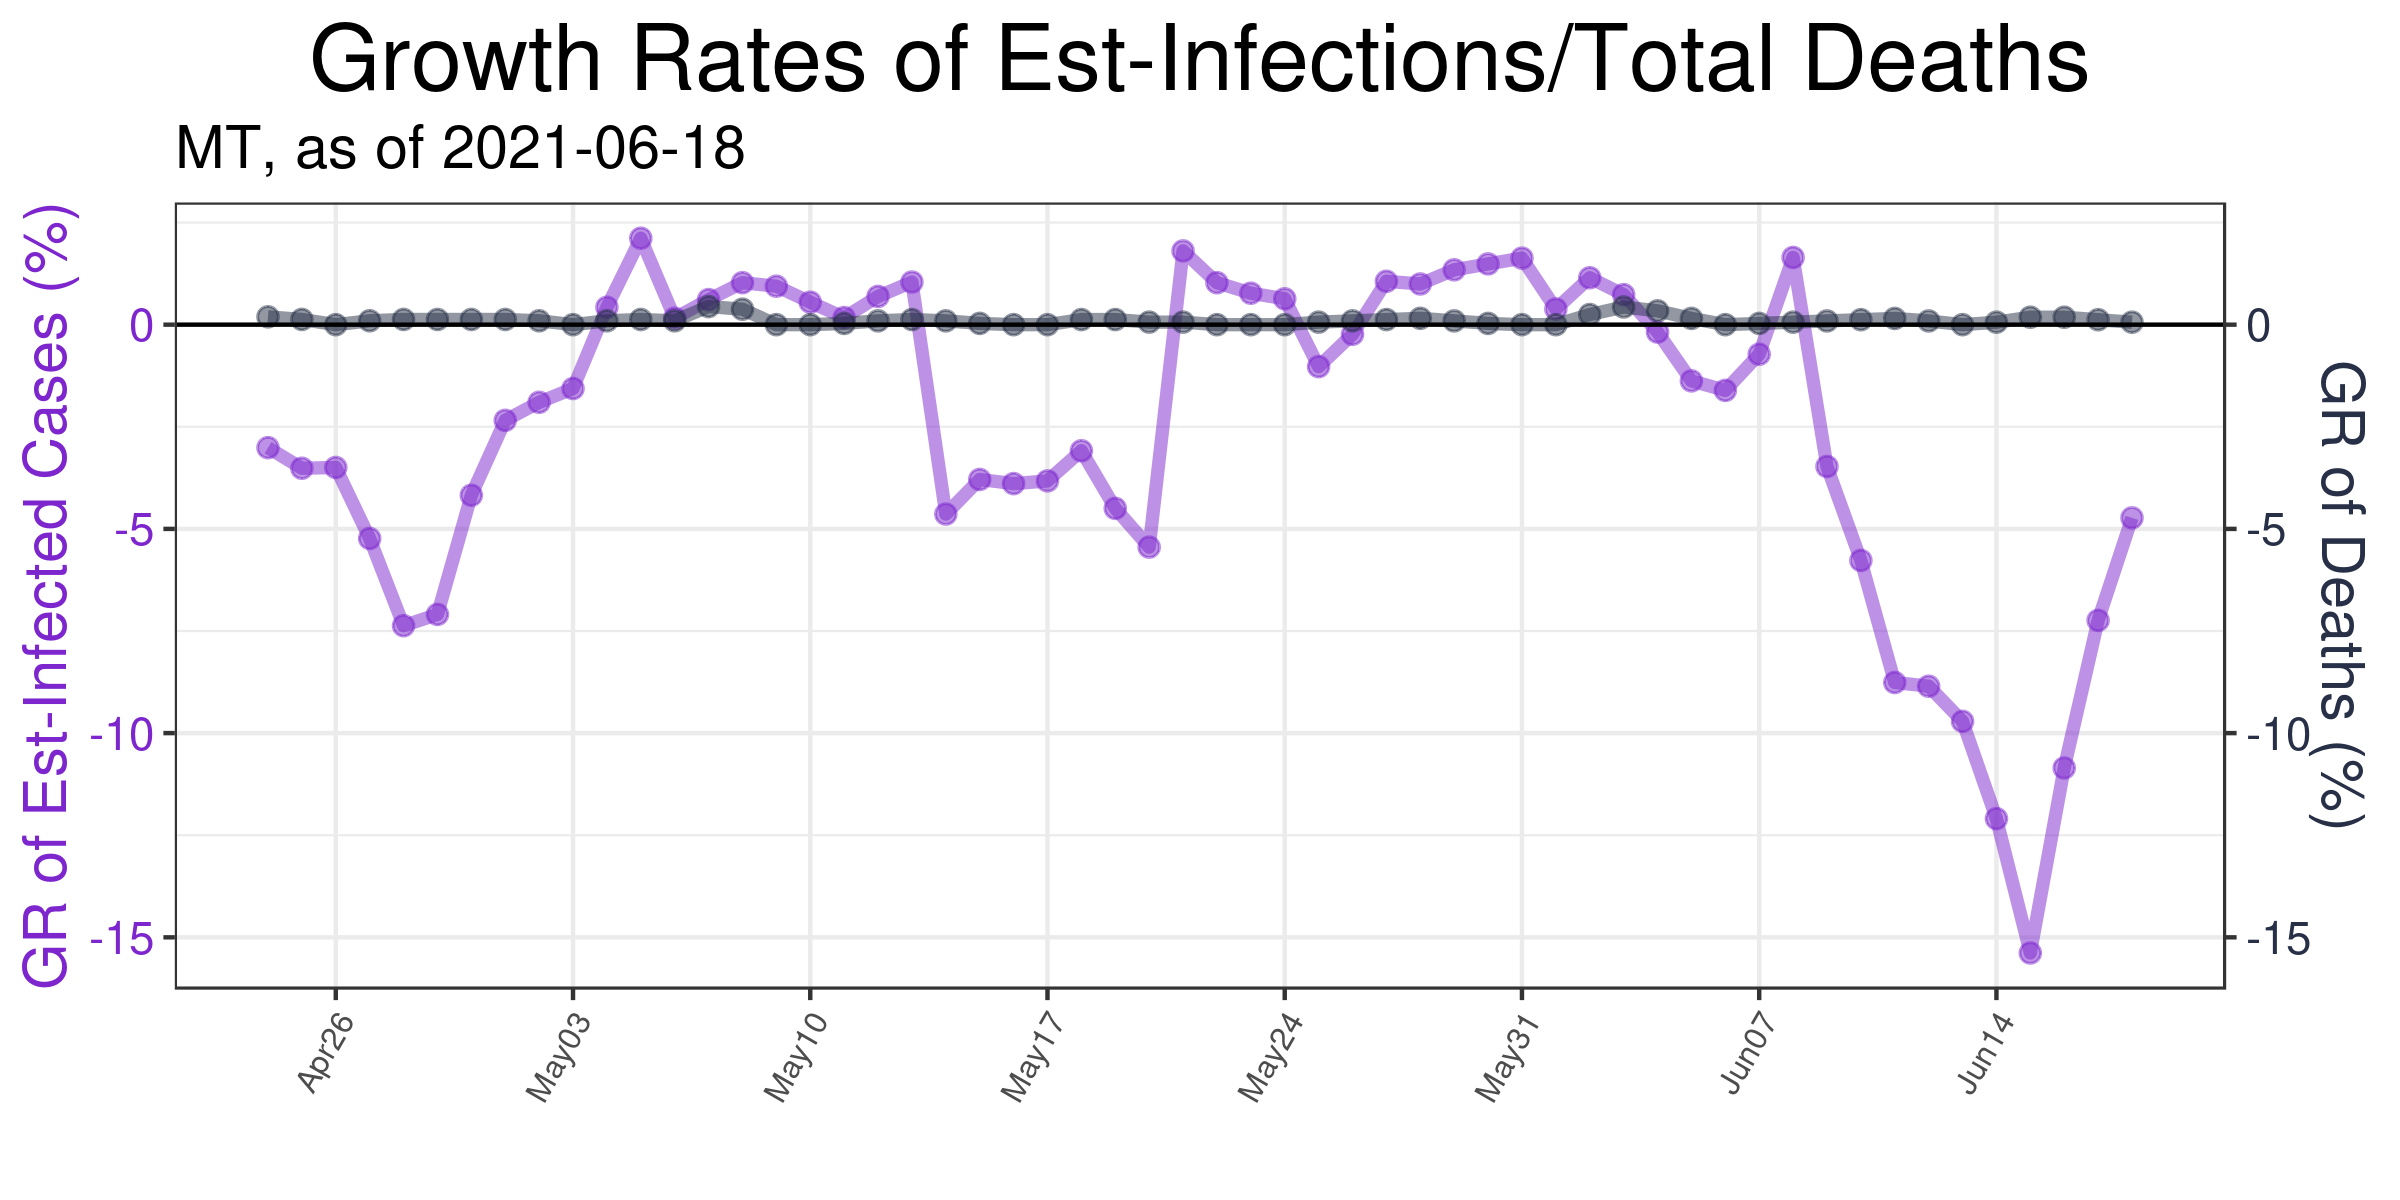 Growth Rates of Est-Infections/Total Deaths
MT, as of 2021-06-18
GR of Est-Infected Cases (%)
0
-5
-10
-15
0
-5
-10
-15
GR of Deaths (%)
Apr26
May03
May10
May17
May24
May31
Jun07
Jun14